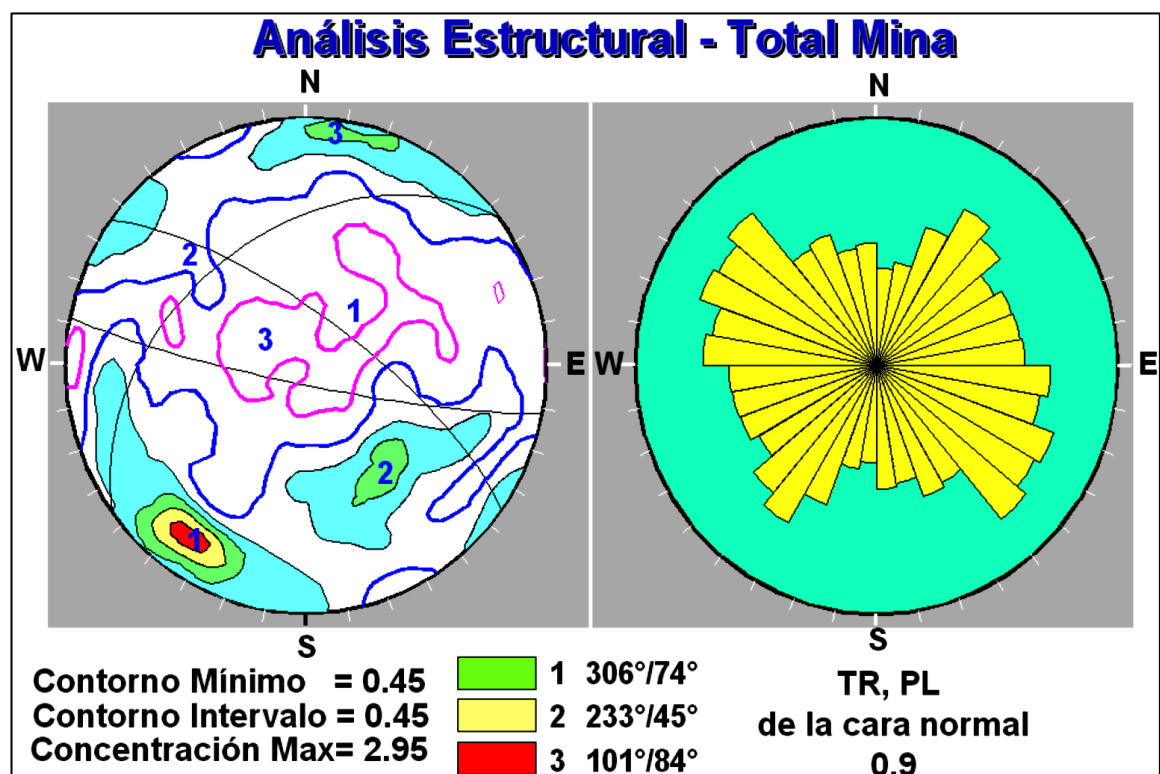 Análisis Estructural - Total Mina
N
3
2
1
3
W
E
2
1
S
N
W
E
S
Contorno Mínimo = 0.45
Contorno Intervalo = 0.45
Concentración Max= 2.95
1 306°/74°
2 233°/45°
3 101°/84°
TR, PL
de la cara normal
0.9